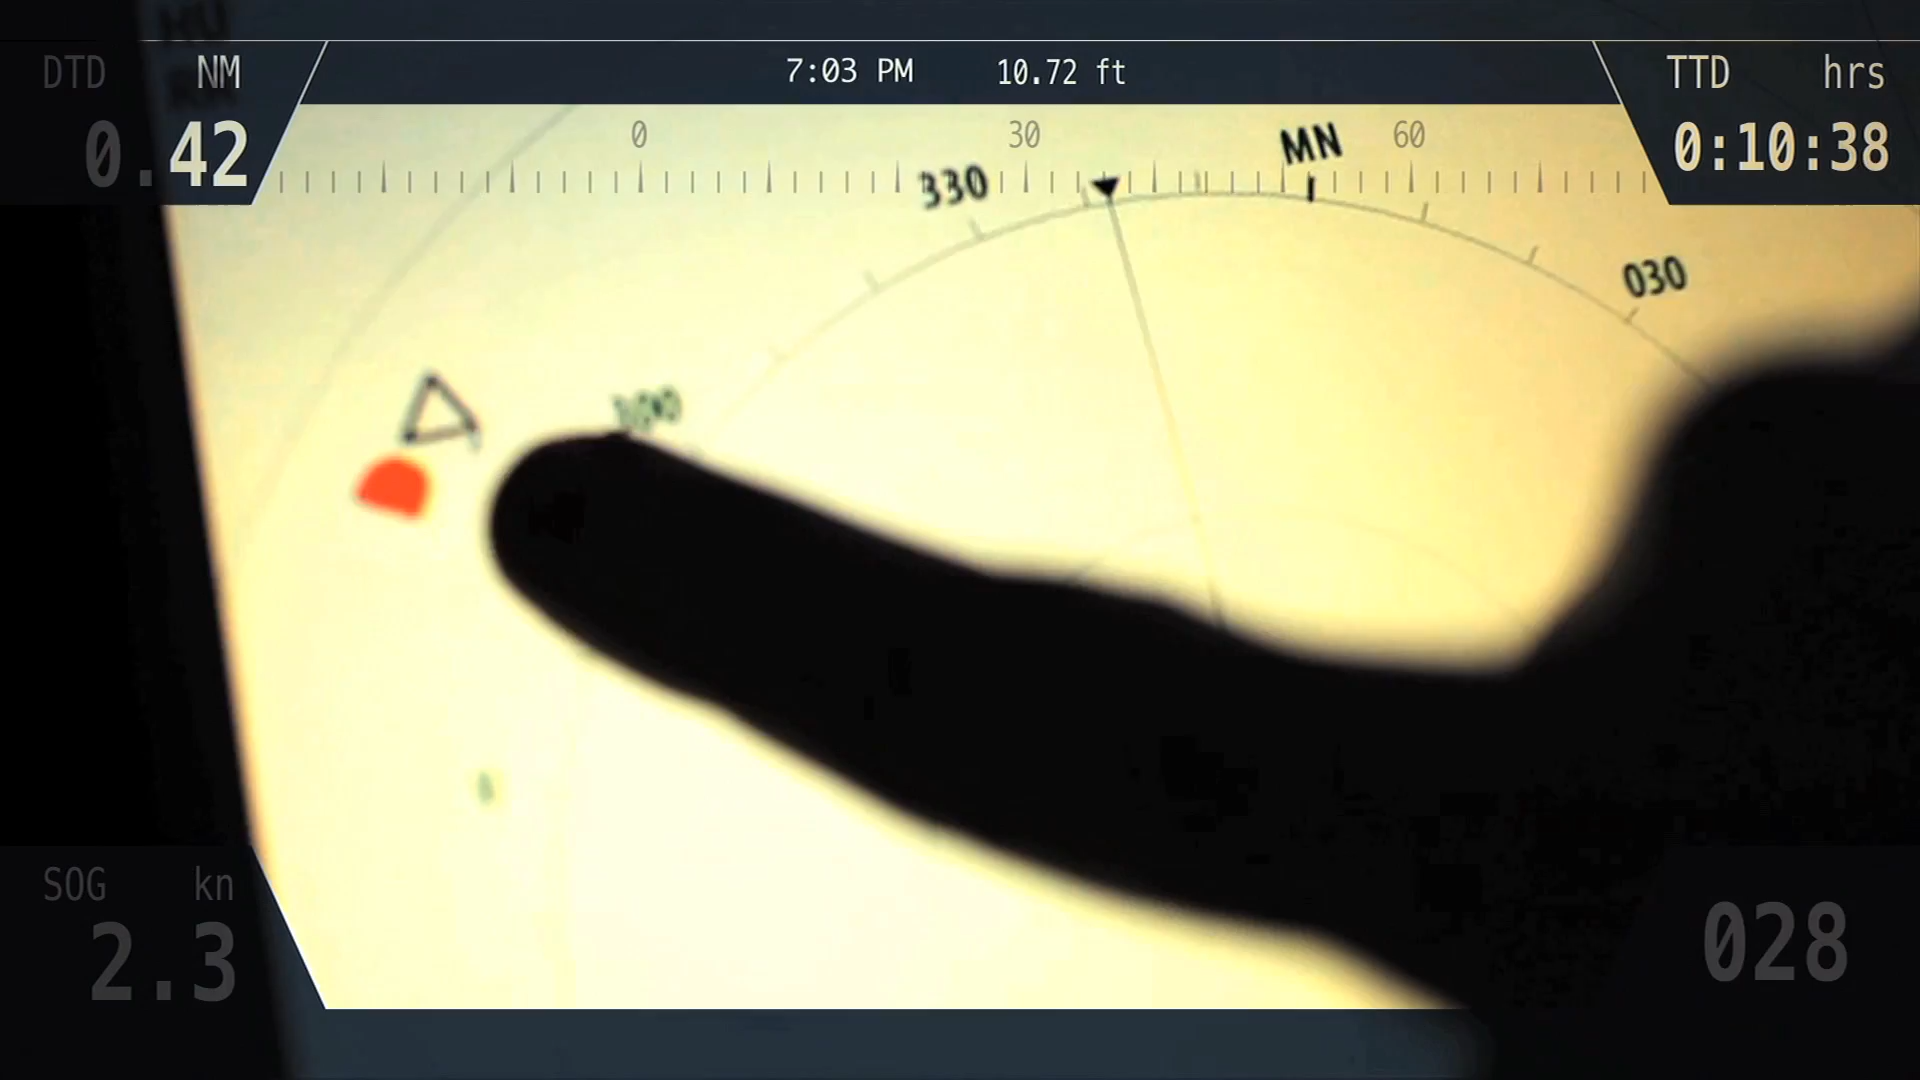 DTD NM
0.42
7:03 PM 10.72 ft
TTD hrs
0:10:38
0 30 60
MN
330
030
SOG kn
2.3
028